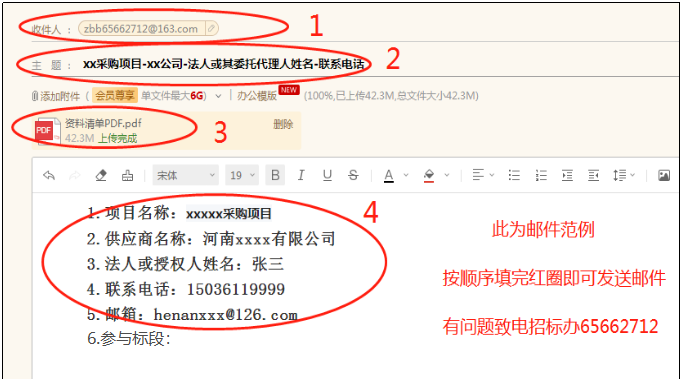 收件人： zbb65662712@163.com
1
主 题： xx采购项目-xx公司-法人或其委托代理人姓名-联系电话
2
添加附件（会员尊享 单文件最大6G） | 办公模版 NEW (100%,已上传42.3M,总文件大小42.3M)
PDF 资料清单PDF.pdf 删除
42.3M 上传完成
3
宋体 19 B I U S A
1.项目名称：xxxxx采购项目
4
2.供应商名称：河南xxxx有限公司
此为邮件范例
3.法人或授权人姓名：张三
按顺序填完红圈即可发送邮件
4.联系电话：15036119999
5.邮箱：henanxxx@126.com
有问题致电招标办65662712
6.参与标段：